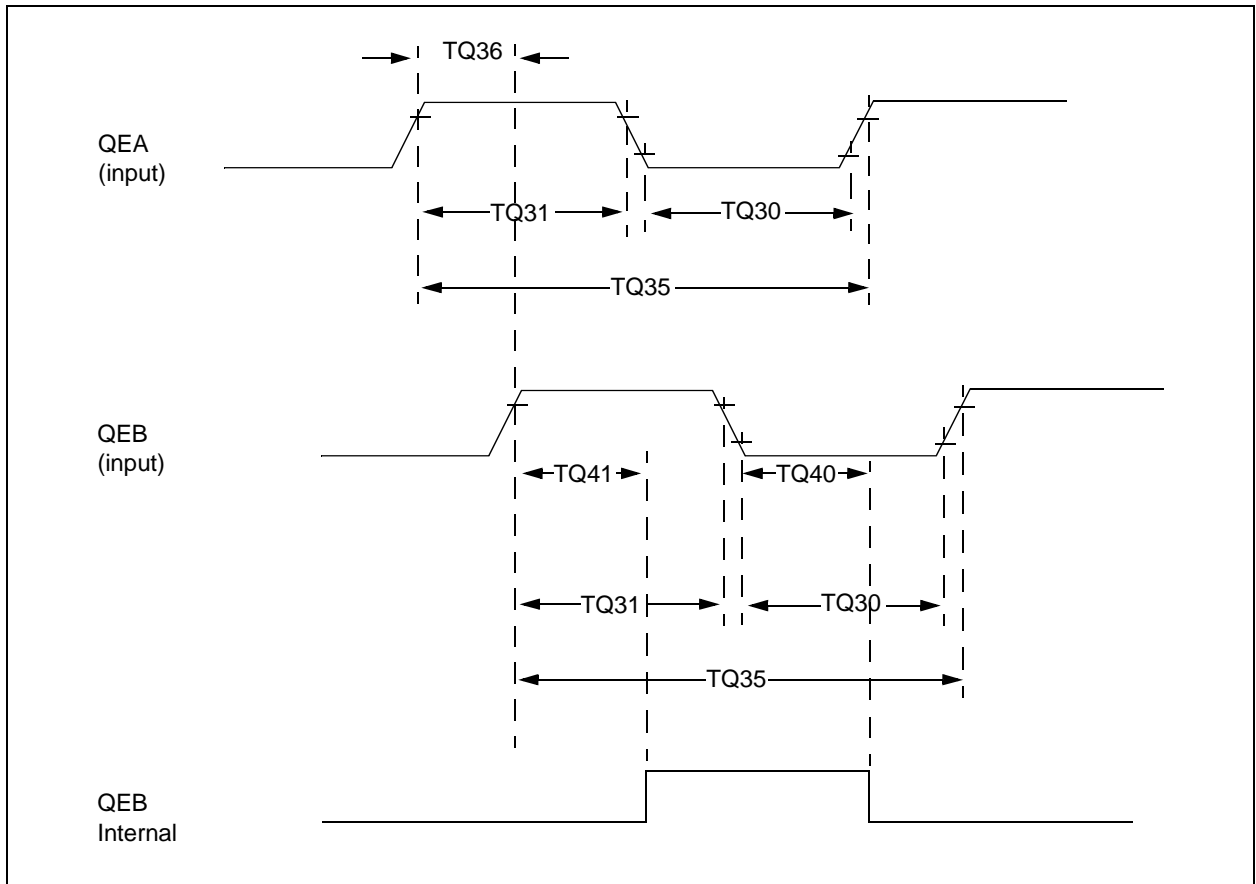 TQ36
QEA
(input)
TQ31
TQ30
TQ35
QEB
(input)
TQ41
TQ40
TQ31
TQ30
TQ35
QEB
Internal